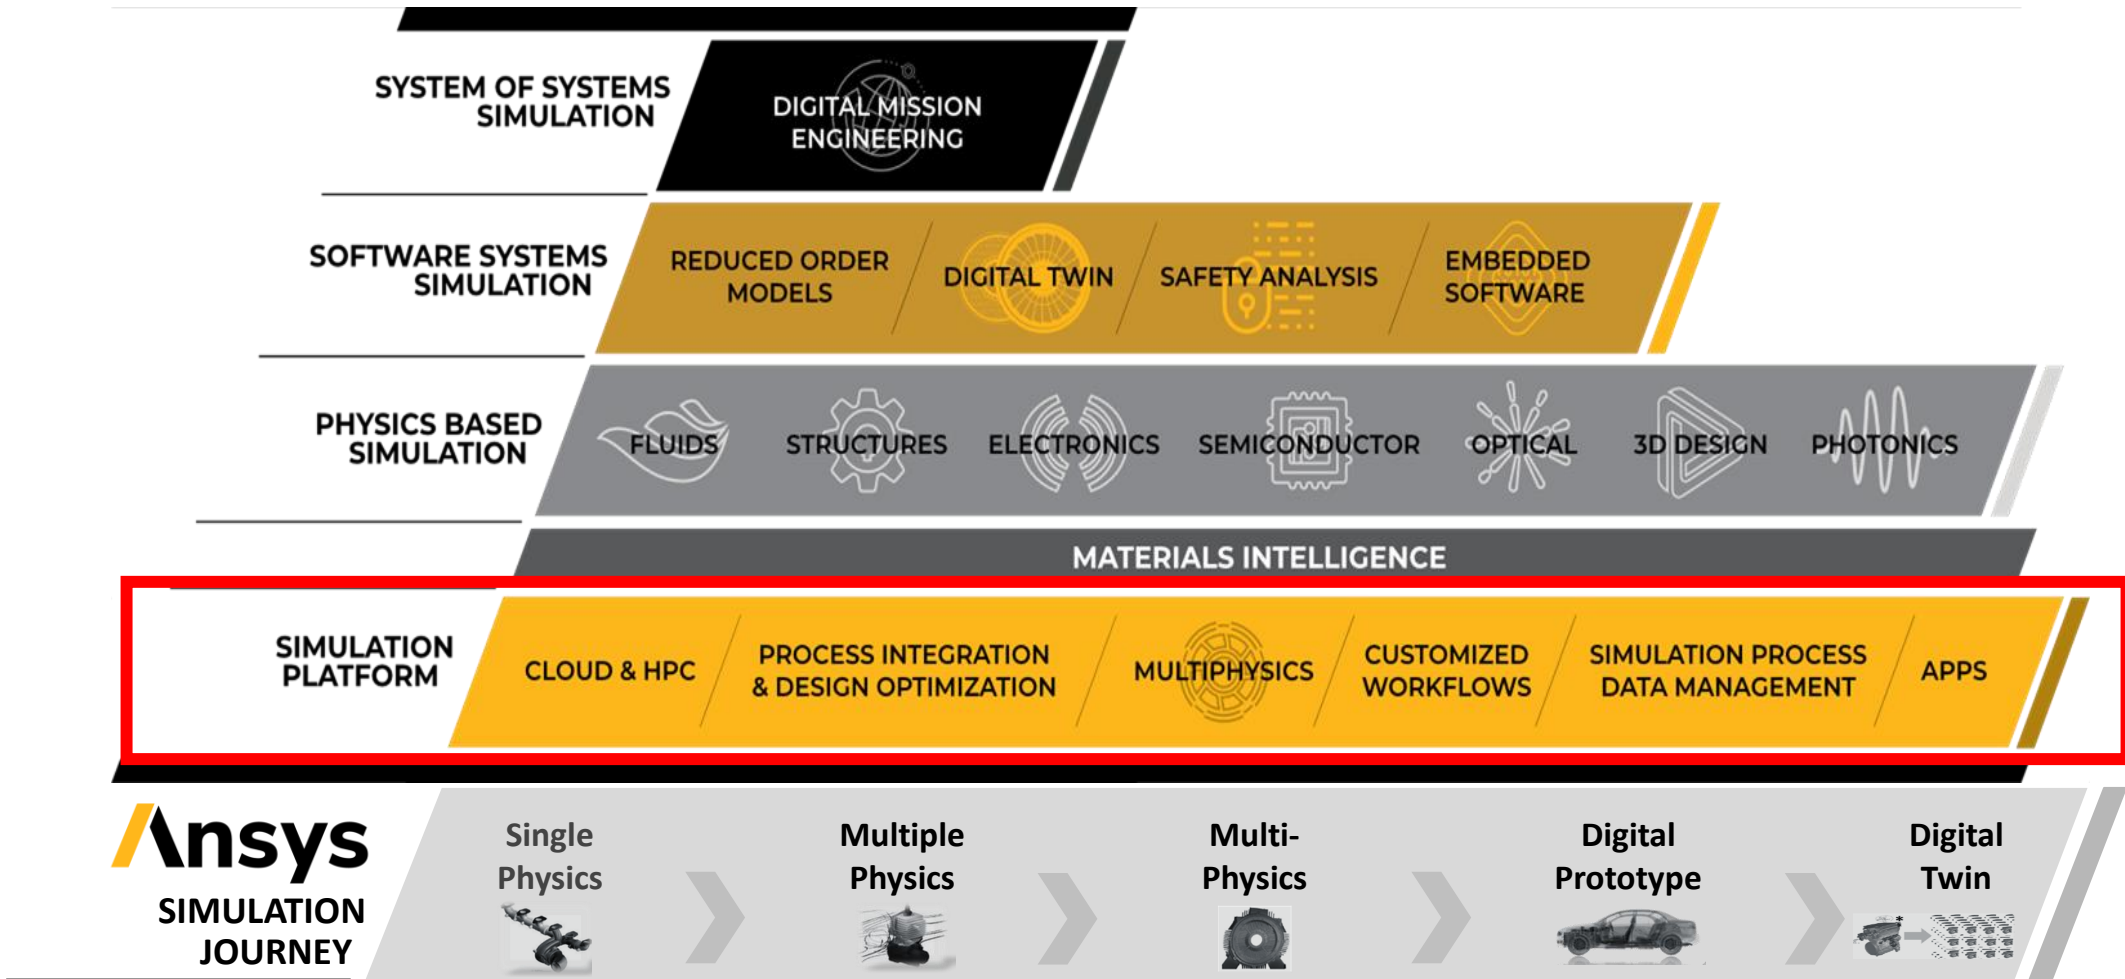 SYSTEM OF SYSTEMS
SIMULATION
DIGITAL MISSION
ENGINEERING
SOFTWARE SYSTEMS
SIMULATION
REDUCED ORDER
MODELS
DIGITAL TWIN
SAFETY ANALYSIS
EMBEDDED
SOFTWARE
PHYSICS BASED
SIMULATION
FLUIDS
STRUCTURES
ELECTRONICS
SEMICONDUCTOR
OPTICAL
3D DESIGN
PHOTONICS
MATERIALS INTELLIGENCE
SIMULATION
PLATFORM
CLOUD & HPC
PROCESS INTEGRATION
& DESIGN OPTIMIZATION
MULTIPHYSICS
CUSTOMIZED
WORKFLOWS
SIMULATION PROCESS
DATA MANAGEMENT
APPS
Ansys
SIMULATION
JOURNEY
Single
Physics
Multiple
Physics
Multi-
Physics
Digital
Prototype
Digital
Twin
*